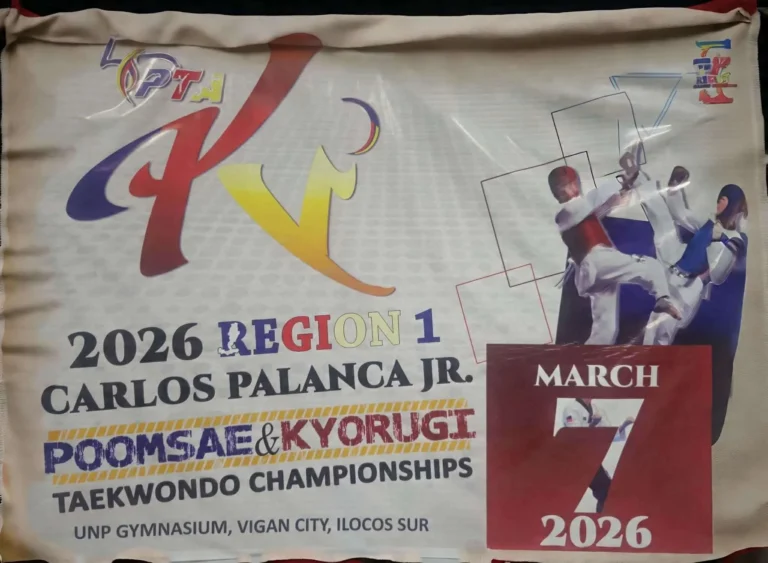 LOPTA
2026 REGION 1
CARLOS PALANCA JR.
POOMSAE & KYORUGI
TAEKWONDO CHAMPIONSHIPS
UNP GYMNASIUM, VIGAN CITY, ILOCOS SUR
MARCH
7
2026